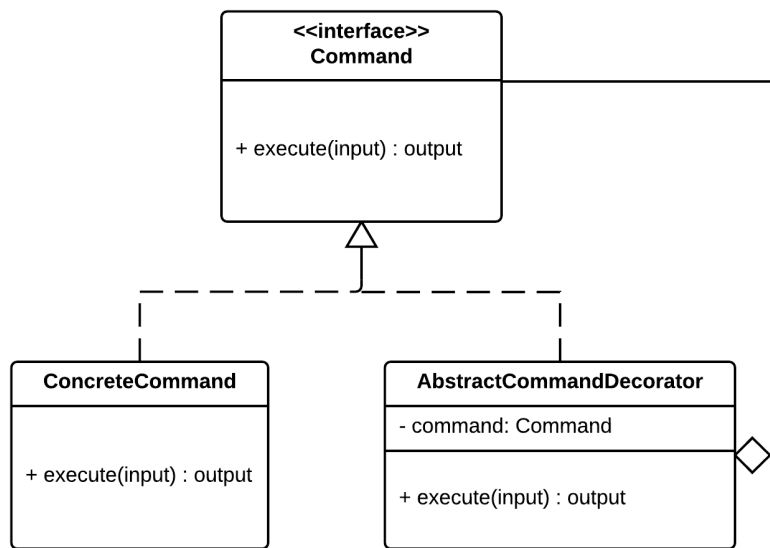 <<interface>>
Command
+ execute(input) : output
ConcreteCommand
+ execute(input) : output
AbstractCommandDecorator
- command: Command
+ execute(input) : output